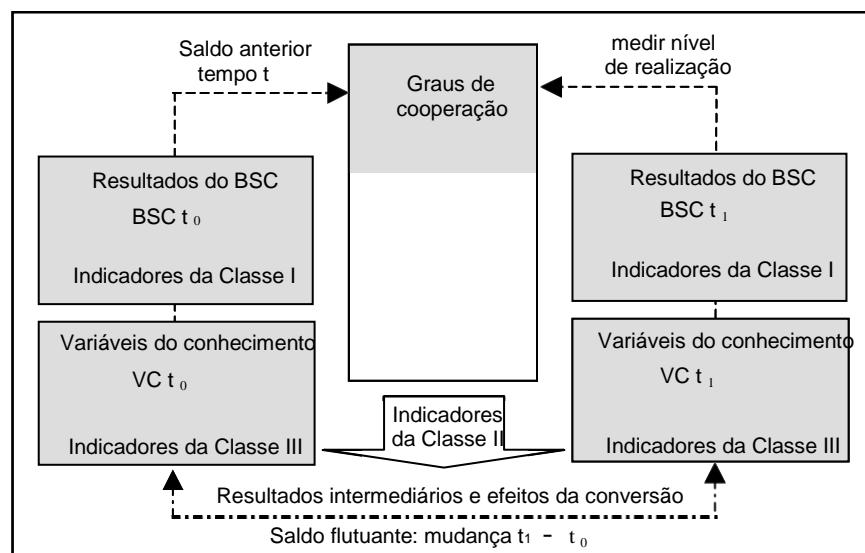 Saldo anterior
tempo t
Graus de
cooperação
medir nível
de realização
Resultados do BSC
BSC t 0
Indicadores da Classe I
Variáveis do conhecimento
VC t 0
Indicadores da Classe III
Resultados do BSC
BSC t 1
Indicadores da Classe I
Variáveis do conhecimento
VC t 1
Indicadores da Classe III
Indicadores
da Classe II
Resultados intermediários e efeitos da conversão
Saldo flutuante: mudança t1 - t 0